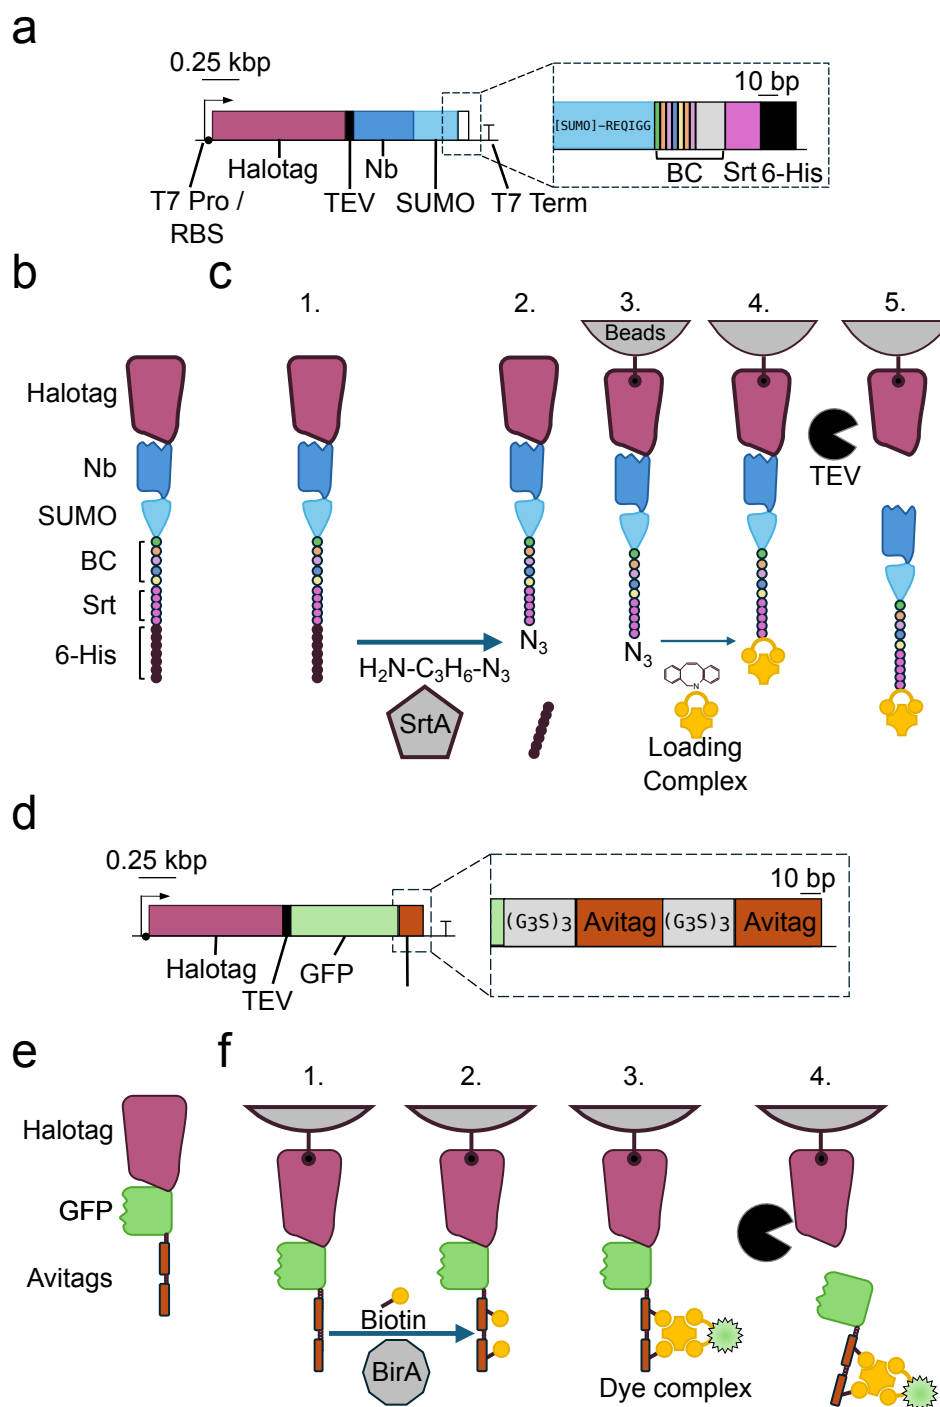 a
0.25 kbp
10 bp
[SUMO]-REQIGG
Halotag
Nb
BC
Srt
6-His
T7 Pro /
RBS
TEV
SUMO
T7 Term
b
c
1.
2.
3.
4.
5.
Beads
Halotag
Nb
TEV
SUMO
BC
Srt
6-His
N3
N3
H2N-C3H6-N3
SrtA
N
Loading
Complex
d
0.25 kbp
10 bp
(G3S)3
Avitag
(G3S)3
Avitag
Halotag
TEV
GFP
e
f
1.
2.
3.
4.
Halotag
GFP
Avitags
Biotin
BirA
Dye complex